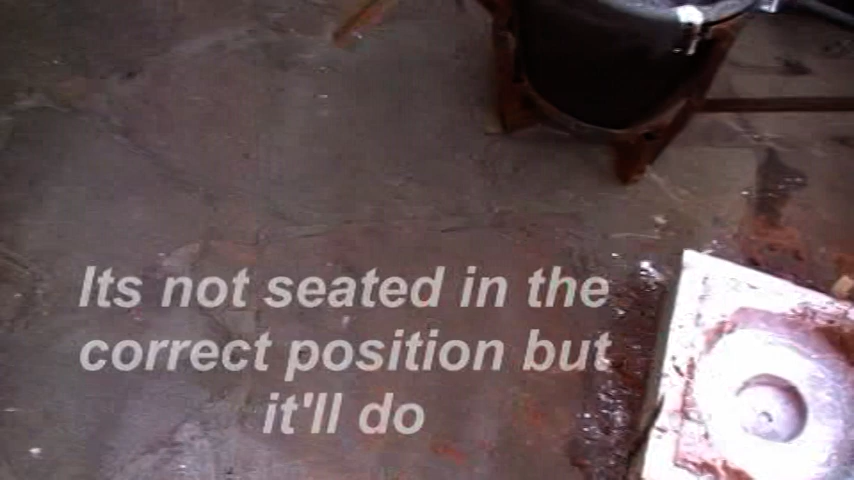 Its not seated in the
correct position but
it'll do